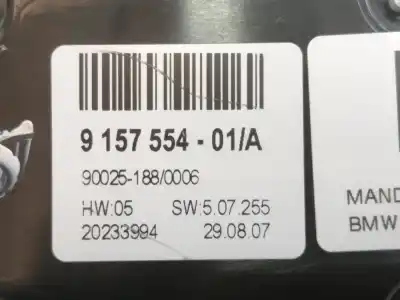 9 157 554 - 01/A
90025-188/0006
HW:05 SW:5.07.255
20233994 29.08.07
MAND
BMW